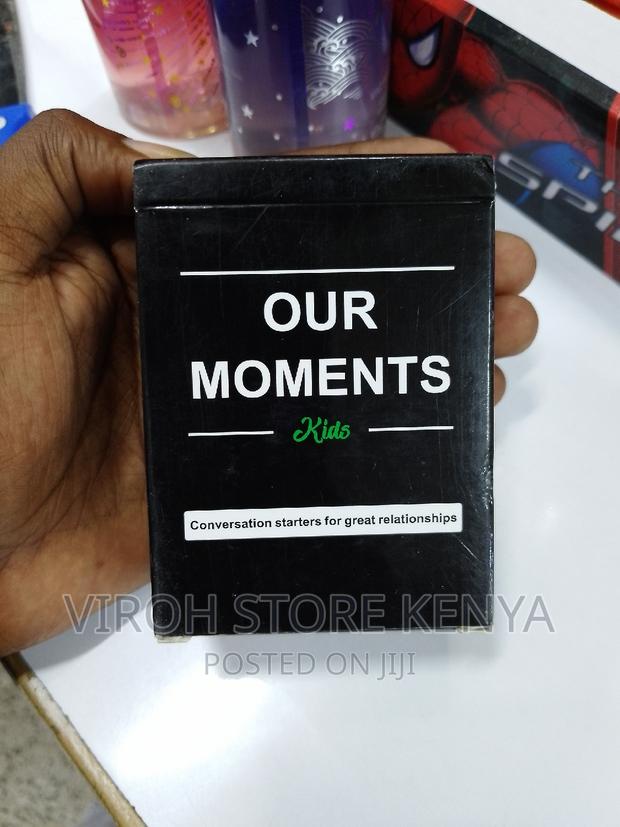 OUR
MOMENTS
Kids
Conversation starters for great relationships
VIROH STORE KENYA
POSTED ON JIJI